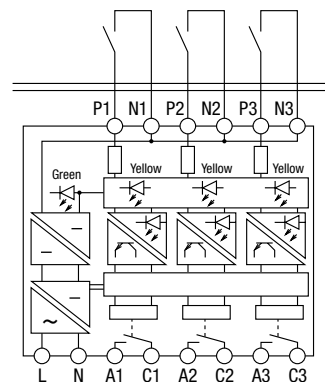 P1 N1 P2 N2 P3 N3
Green Yellow Yellow Yellow
L N A1 C1 A2 C2 A3 C3